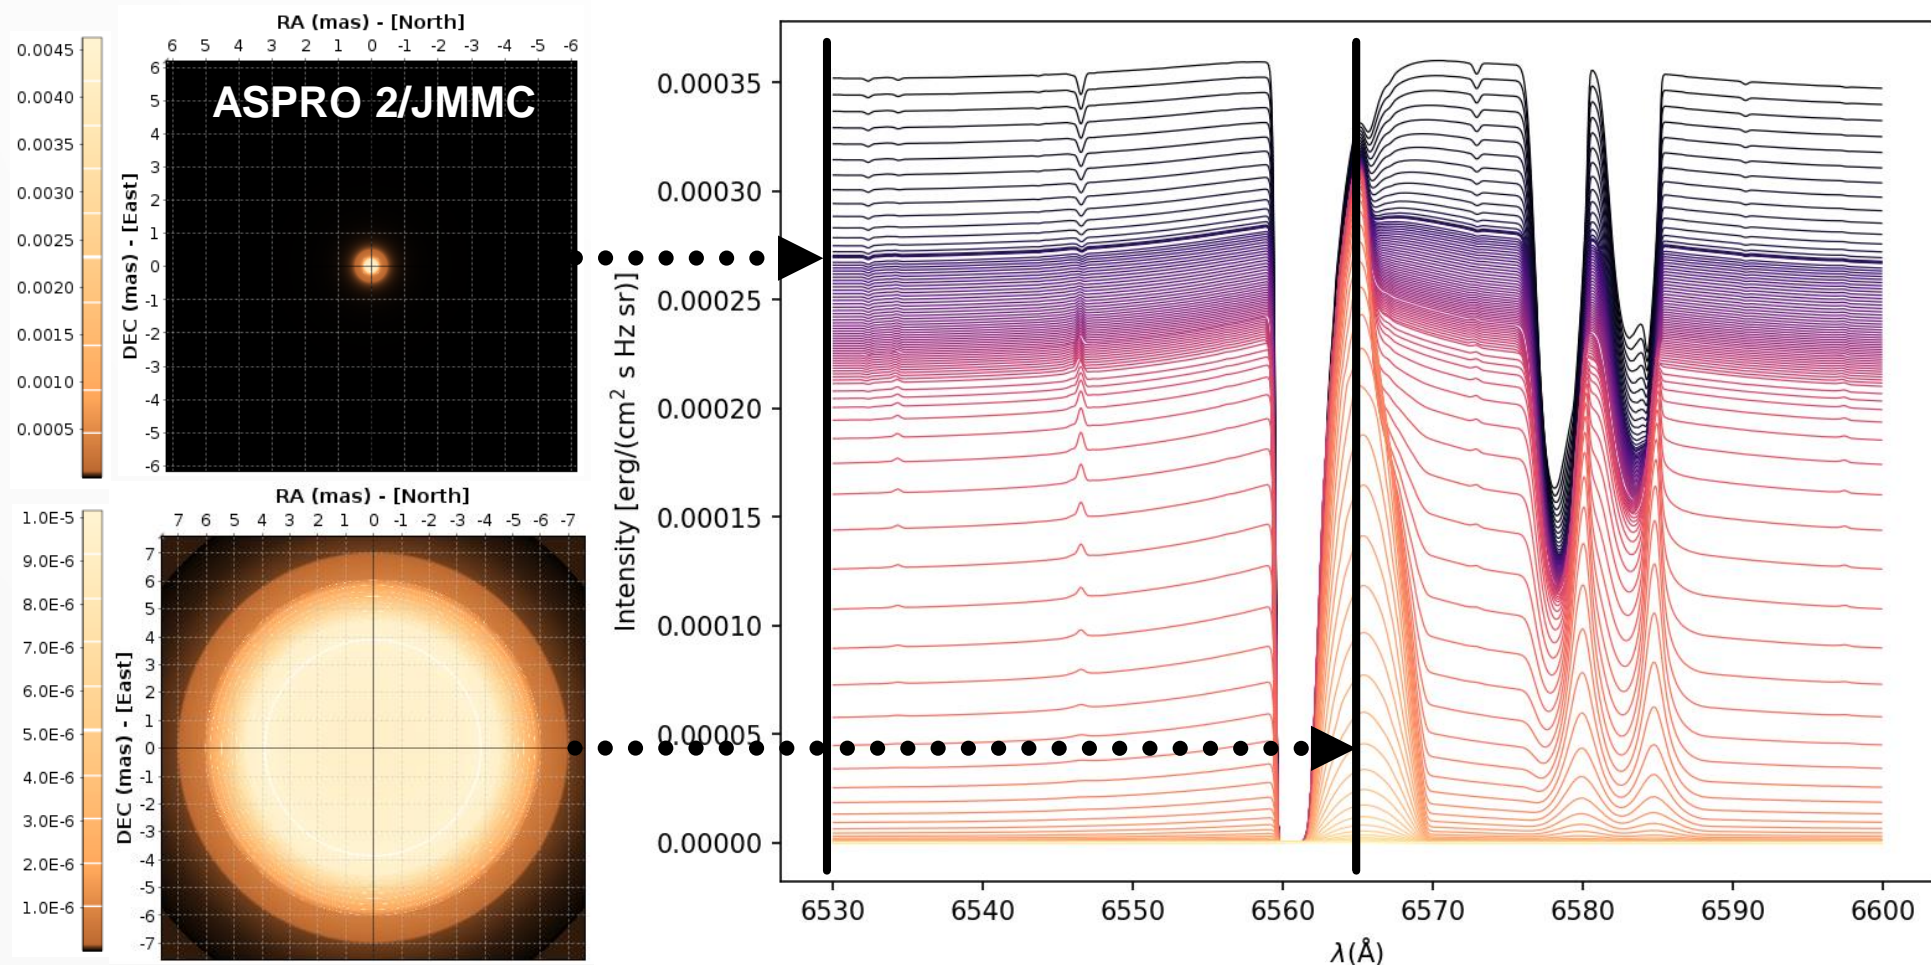 RA (mas) - [North]
6 5 4 3 2 1 0 -1 -2 -3 -4 -5 -6
ASPRO 2/JMMC
DEC (mas) - [East]
6
5
4
3
2
1
0
-1
-2
-3
-4
-5
-6
0.0045
0.0040
0.0035
0.0030
0.0025
0.0020
0.0015
0.0010
0.0005
RA (mas) - [North]
7 6 5 4 3 2 1 0 -1 -2 -3 -4 -5 -6 -7
DEC (mas) - [East]
7
6
5
4
3
2
1
0
-1
-2
-3
-4
-5
-6
-7
1.0E-5
9.0E-6
8.0E-6
7.0E-6
6.0E-6
5.0E-6
4.0E-6
3.0E-6
2.0E-6
1.0E-6
Intensity [erg/(cm² s Hz sr)]
0.00035
0.00030
0.00025
0.00020
0.00015
0.00010
0.00005
0.00000
6530 6540 6550 6560 6570 6580 6590 6600
λ(Å)